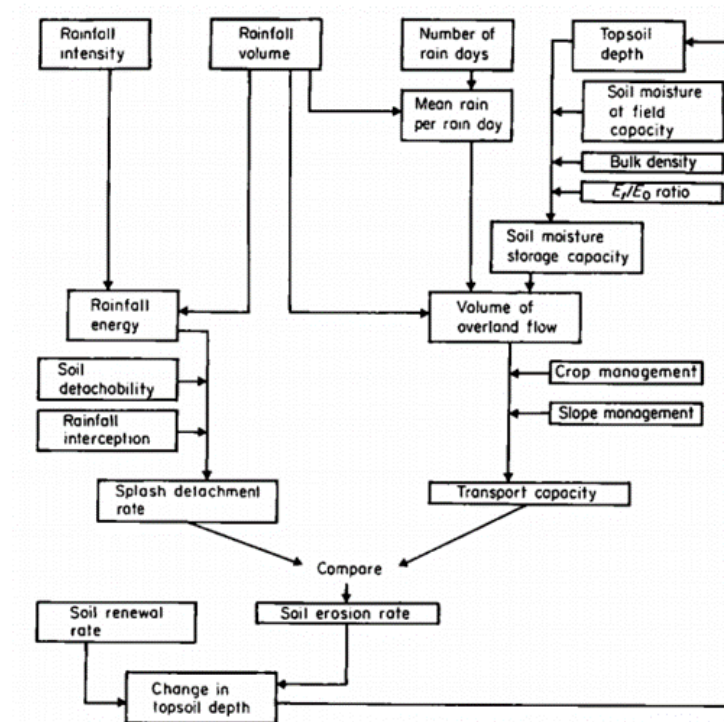 Rainfall
intensity
Rainfall
volume
Number of
rain days
Topsoil
depth
Mean rain
per rain day
Soil moisture
at field
capacity
Bulk density
Et/E0 ratio
Soil moisture
storage capacity
Rainfall
energy
Volume of
overland flow
Soil
detachability
Crop management
Rainfall
interception
Slope management
Splash detachment
rate
Transport capacity
Compare
Soil renewal
rate
Soil erosion rate
Change in
topsoil depth